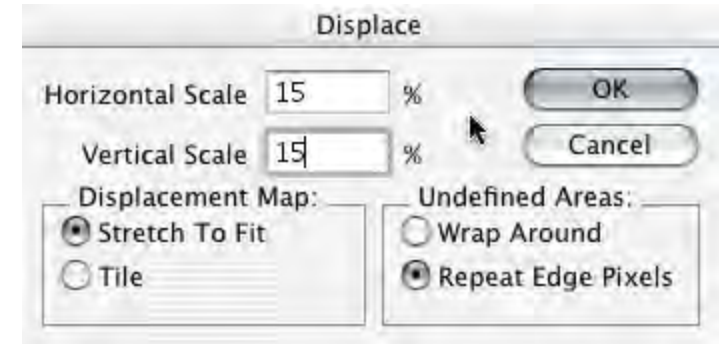 Displace
Horizontal Scale 15 % OK
Vertical Scale 15 % Cancel
Displacement Map:
Stretch To Fit
Tile
Undefined Areas:
Wrap Around
Repeat Edge Pixels